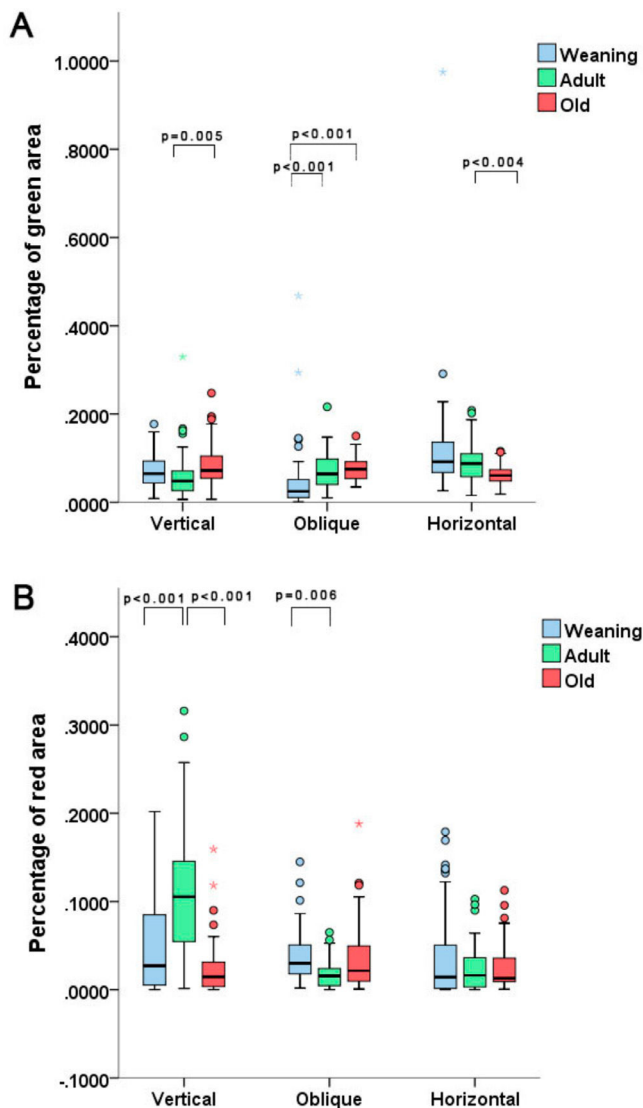 A
Weaning
Adult
Old
Percentage of green area
1.0000
.8000
.6000
.4000
.2000
.0000
p=0.005
p<0.001
p<0.001
p<0.004
Vertical Oblique Horizontal
B
Weaning
Adult
Old
Percentage of red area
.4000
.3000
.2000
.1000
.0000
-.1000
p<0.001 p<0.001 p=0.006
Vertical Oblique Horizontal